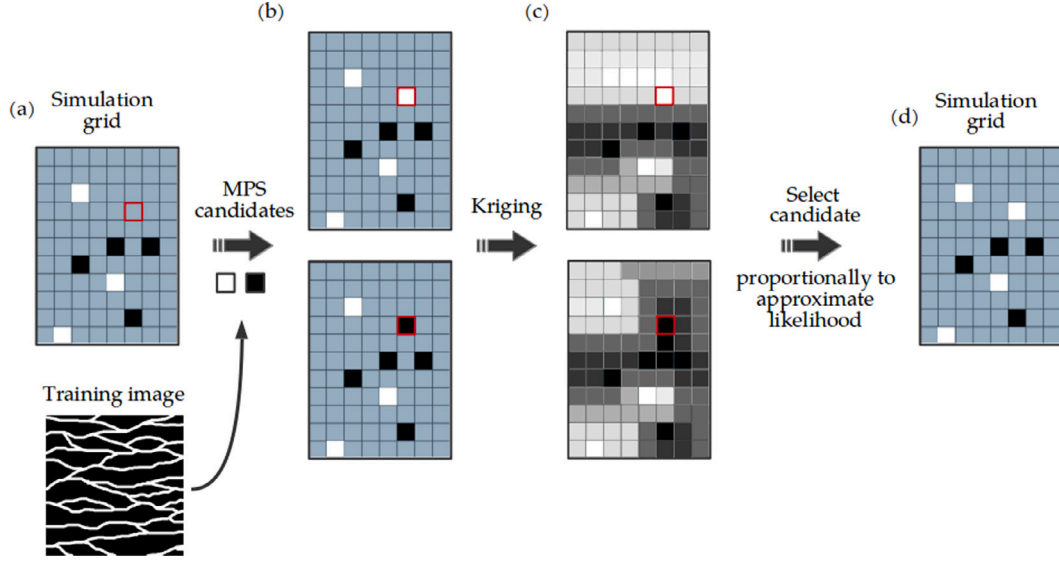 (a)
Simulation
grid
Training image
MPS
candidates
(b)
Kriging
(c)
Select
candidate
proportionally to
approximate
likelihood
(d)
Simulation
grid